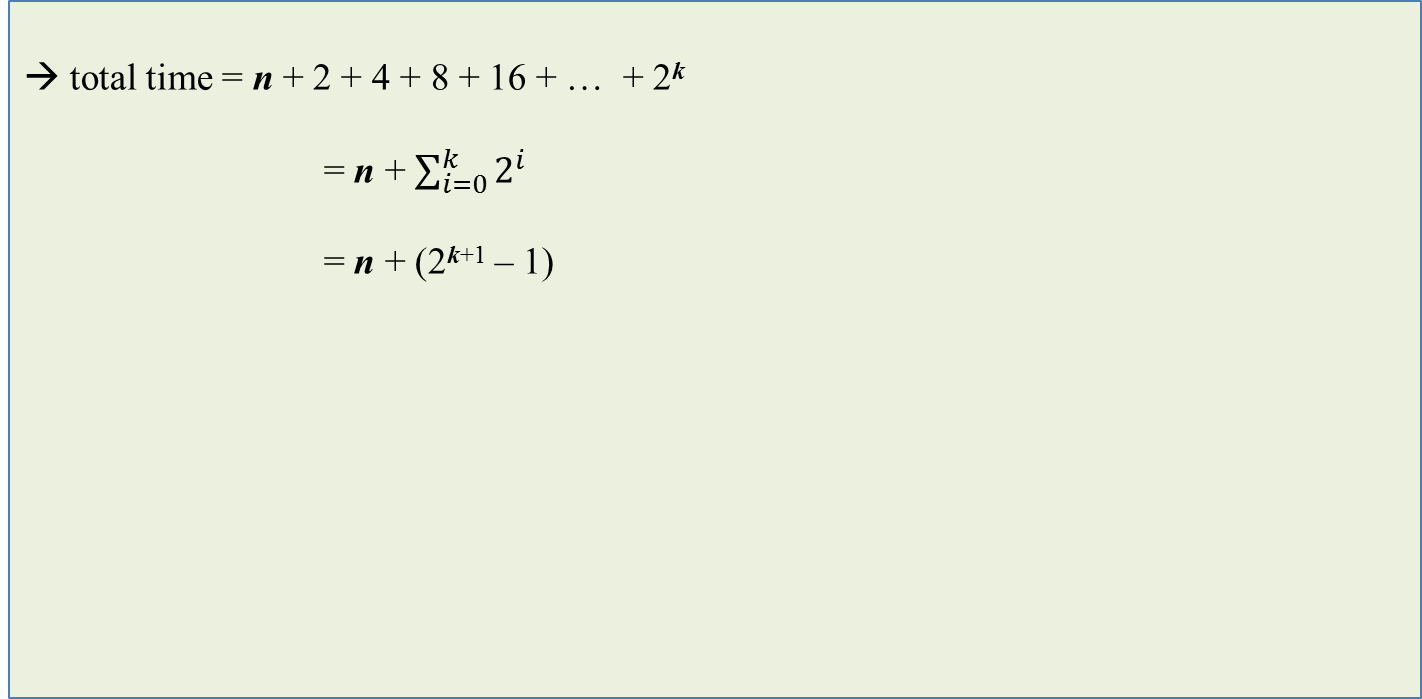 → total time = n + 2 + 4 + 8 + 16 + … + 2^k
= n + ∑_{i=0}^{k} 2^i
= n + (2^{k+1} – 1)